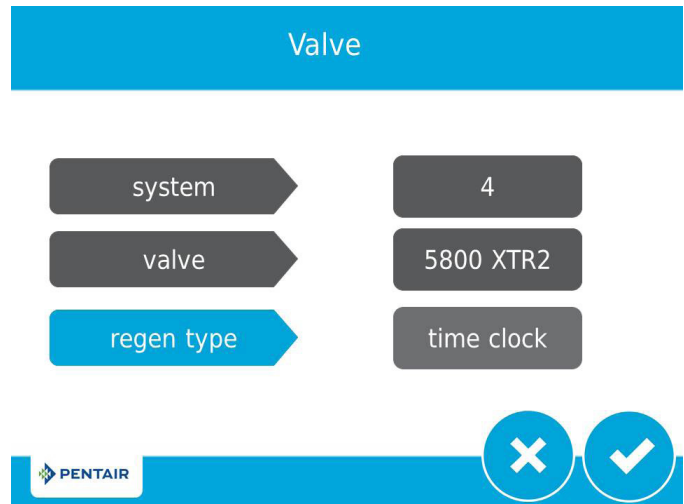 Valve
system
4
valve
5800 XTR2
regen type
time clock
PENTAIR